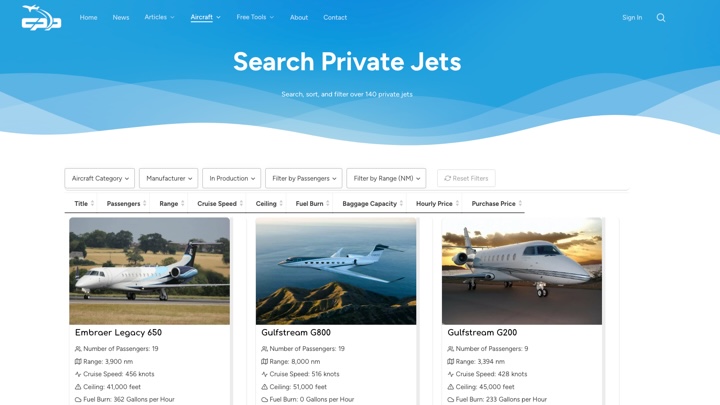 Home News Articles Aircraft Free Tools About Contact Sign In
Search Private Jets
Search, sort, and filter over 140 private jets
Aircraft Category Manufacturer In Production Filter by Passengers Filter by Range (NM) Reset Filters
Title Passengers Range Cruise Speed Ceiling Fuel Burn Baggage Capacity Hourly Price Purchase Price
Embraer Legacy 650
Number of Passengers: 19
Range: 3,900 nm
Cruise Speed: 456 knots
Ceiling: 41,000 feet
Fuel Burn: 362 Gallons per Hour
Gulfstream G800
Number of Passengers: 19
Range: 8,000 nm
Cruise Speed: 516 knots
Ceiling: 51,000 feet
Fuel Burn: 0 Gallons per Hour
Gulfstream G200
Number of Passengers: 9
Range: 3,394 nm
Cruise Speed: 428 knots
Ceiling: 45,000 feet
Fuel Burn: 233 Gallons per Hour